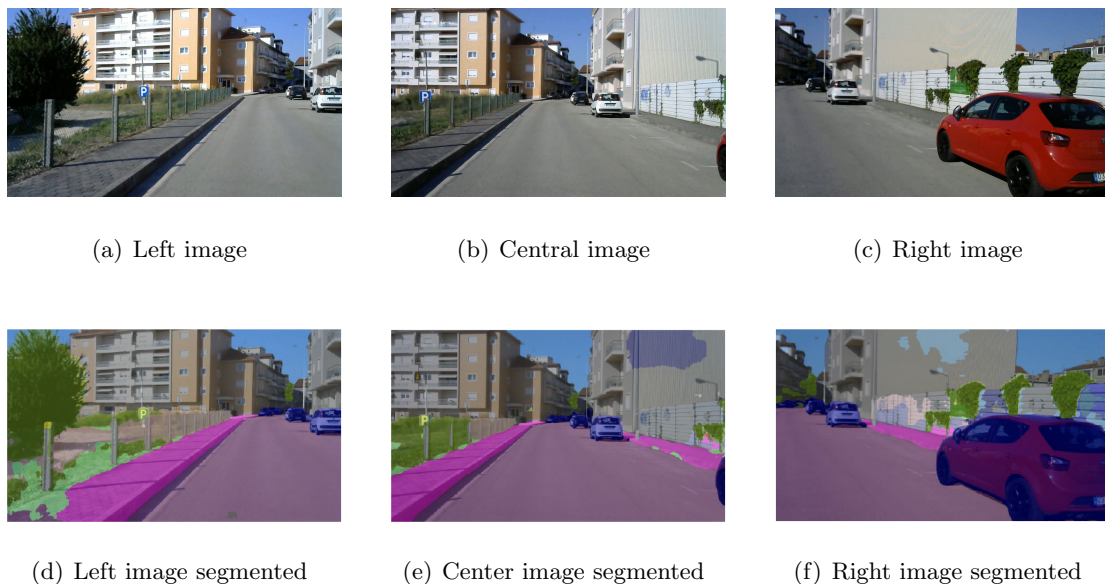 P
P
(a) Left image
(b) Central image
(c) Right image
P
P
(d) Left image segmented
(e) Center image segmented
(f) Right image segmented